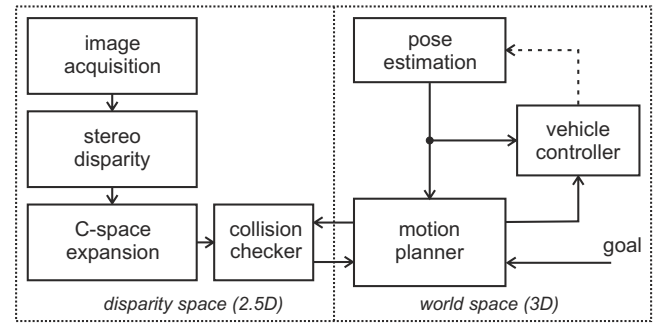 image
acquisition
stereo
disparity
C-space
expansion
collision
checker
disparity space (2.5D)
pose
estimation
vehicle
controller
motion
planner
goal
world space (3D)